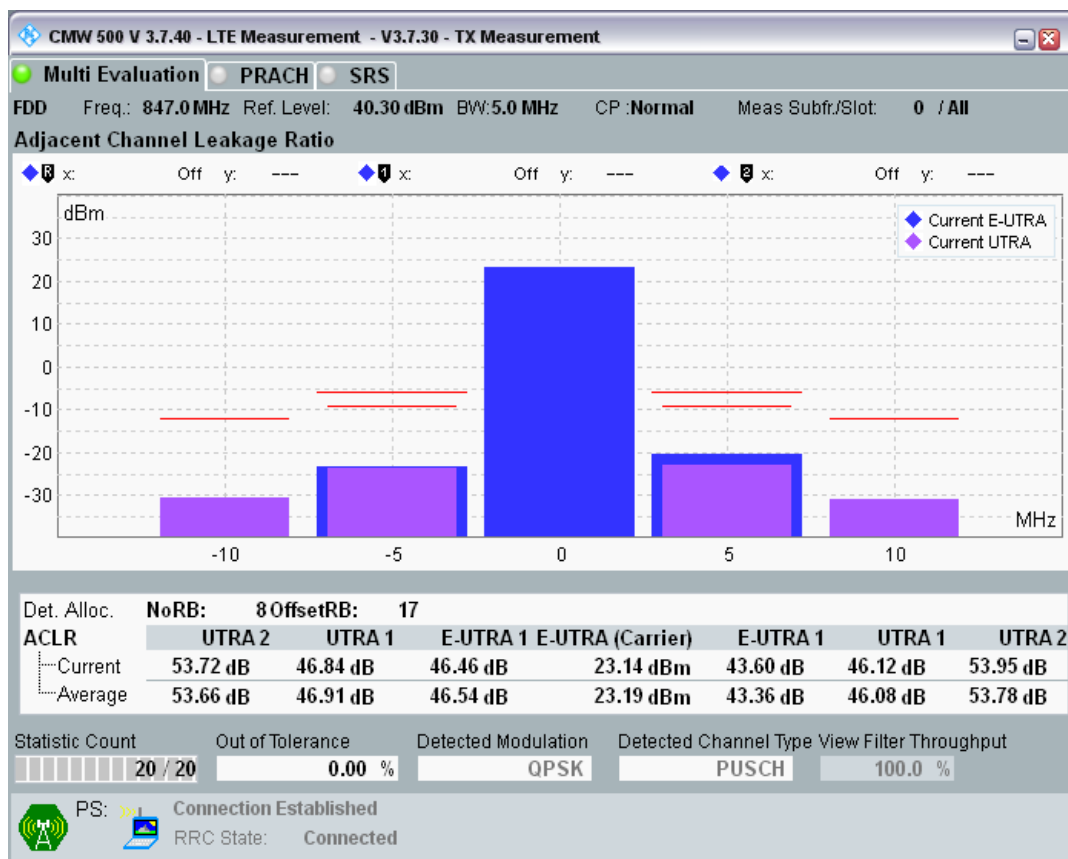 CMW 500 V 3.7.40 - LTE Measurement - V3.7.30 - TX Measurement
Multi Evaluation PRACH SRS
FDD Freq.: 847.0 MHz Ref. Level: 40.30 dBm BW:5.0 MHz CP :Normal Meas Subfr./Slot: 0 / All
Adjacent Channel Leakage Ratio
R x: Off y: --- 1 x: Off y: --- 2 x: Off y: ---
dBm
Current E-UTRA
Current UTRA
30
20
10
0
-10
-20
-30
MHz
-10 -5 0 5 10
Det. Alloc. NoRB: 8 OffsetRB: 17
ACLR UTRA 2 UTRA 1 E-UTRA 1 E-UTRA (Carrier) E-UTRA 1 UTRA 1 UTRA 2
Current 53.72 dB 46.84 dB 46.46 dB 23.14 dBm 43.60 dB 46.12 dB 53.95 dB
Average 53.66 dB 46.91 dB 46.54 dB 23.19 dBm 43.36 dB 46.08 dB 53.78 dB
Statistic Count Out of Tolerance Detected Modulation Detected Channel Type View Filter Throughput
20 / 20 0.00 % QPSK PUSCH 100.0 %
PS: Connection Established
RRC State: Connected